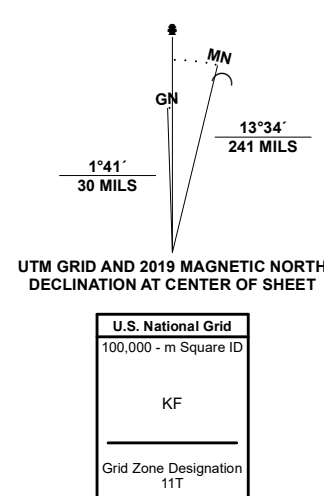 MN
GN
13°34´
241 MILS
1°41´
30 MILS
UTM GRID AND 2019 MAGNETIC NORTH
DECLINATION AT CENTER OF SHEET
U.S. National Grid
100,000 - m Square ID
KF
Grid Zone Designation
11T